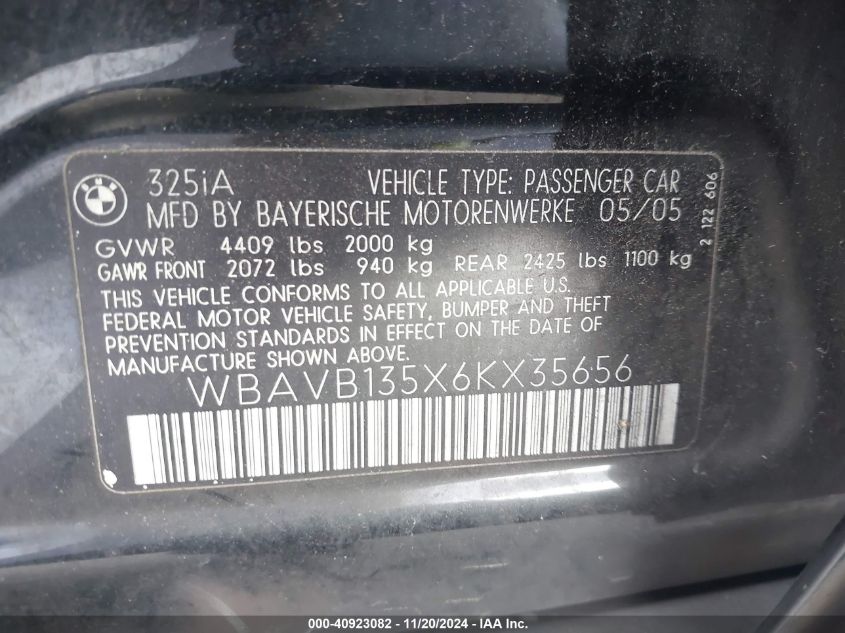 BMW
325iA VEHICLE TYPE: PASSENGER CAR
MFD BY BAYERISCHE MOTORENWERKE 05/05
GVWR 4409 lbs 2000 kg
GAWR FRONT 2072 lbs 940 kg REAR 2425 lbs 1100 kg
THIS VEHICLE CONFORMS TO ALL APPLICABLE U.S.
FEDERAL MOTOR VEHICLE SAFETY, BUMPER AND THEFT
PREVENTION STANDARDS IN EFFECT ON THE DATE OF
MANUFACTURE SHOWN ABOVE.
WBAVB135X6KX35656
2 122 606
000-40923082 - 11/20/2024 - IAA Inc.